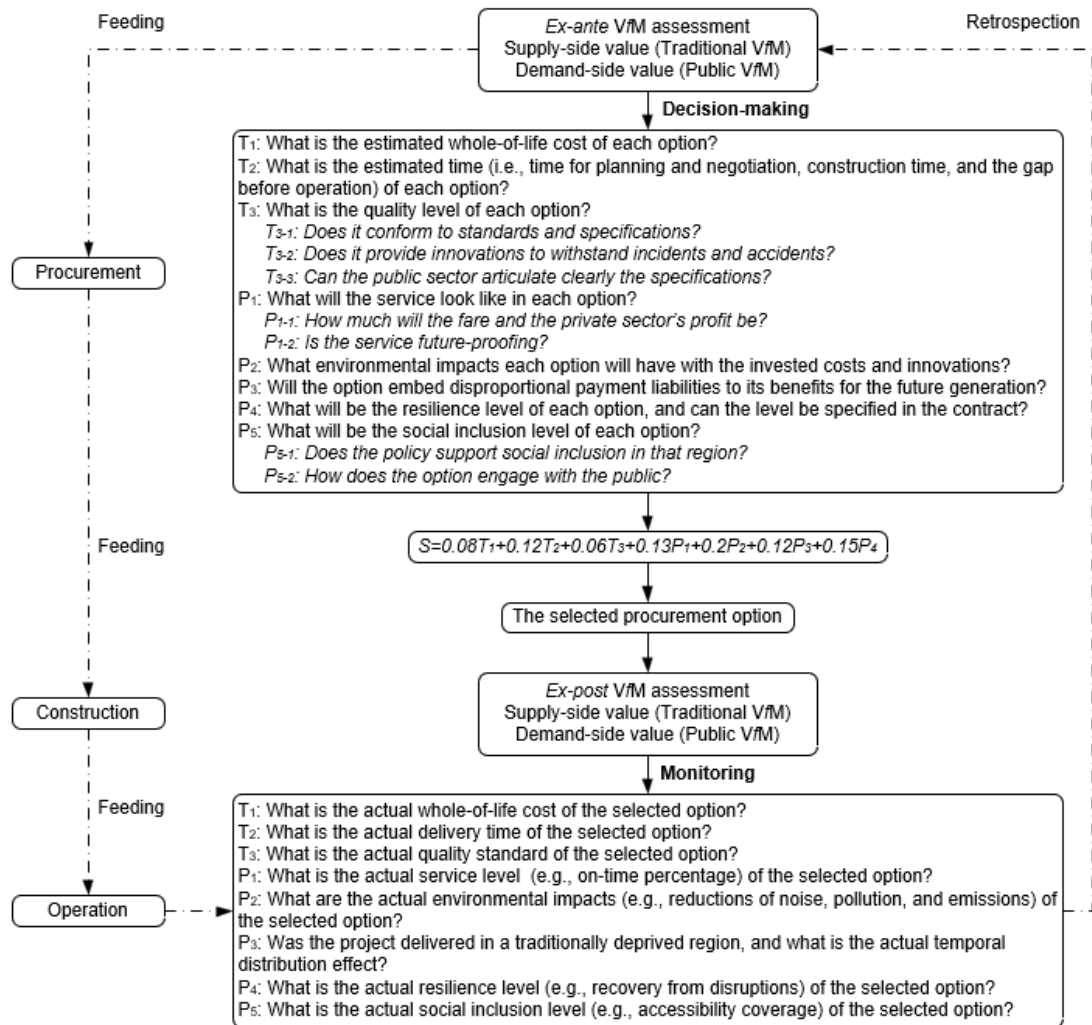 Feeding
Ex-ante VfM assessment
Supply-side value (Traditional VfM)
Demand-side value (Public VfM)
Retrospection
Decision-making
T1: What is the estimated whole-of-life cost of each option?
T2: What is the estimated time (i.e., time for planning and negotiation, construction time, and the gap
before operation) of each option?
T3: What is the quality level of each option?
T3-1: Does it conform to standards and specifications?
T3-2: Does it provide innovations to withstand incidents and accidents?
T3-3: Can the public sector articulate clearly the specifications?
P1: What will the service look like in each option?
P1-1: How much will the fare and the private sector's profit be?
P1-2: Is the service future-proofing?
P2: What environmental impacts each option will have with the invested costs and innovations?
P3: Will the option embed disproportional payment liabilities to its benefits for the future generation?
P4: What will be the resilience level of each option, and can the level be specified in the contract?
P5: What will be the social inclusion level of each option?
P5-1: Does the policy support social inclusion in that region?
P5-2: How does the option engage with the public?
Procurement
Feeding
S=0.08T1+0.12T2+0.06T3+0.13P1+0.2P2+0.12P3+0.15P4
The selected procurement option
Construction
Ex-post VfM assessment
Supply-side value (Traditional VfM)
Demand-side value (Public VfM)
Monitoring
Feeding
T1: What is the actual whole-of-life cost of the selected option?
T2: What is the actual delivery time of the selected option?
T3: What is the actual quality standard of the selected option?
P1: What is the actual service level (e.g., on-time percentage) of the selected option?
P2: What are the actual environmental impacts (e.g., reductions of noise, pollution, and emissions) of
the selected option?
P3: Was the project delivered in a traditionally deprived region, and what is the actual temporal
distribution effect?
P4: What is the actual resilience level (e.g., recovery from disruptions) of the selected option?
P5: What is the actual social inclusion level (e.g., accessibility coverage) of the selected option?
Operation